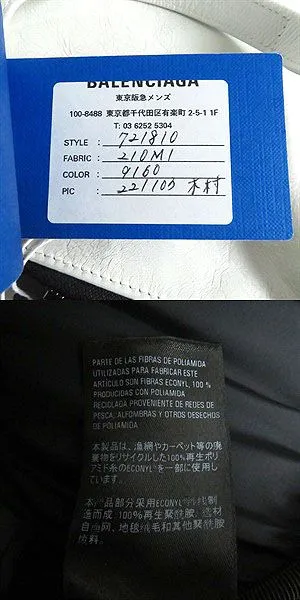 BALENCIAGA
東京阪急メンズ
100-8488 東京都千代田区有楽町 2-5-1 1F
T: 03 6252 5304
STYLE : 721810
FABRIC : 210M1
COLOR : 9160
PIC : 221103 木村
PARTE DE LAS FIBRAS DE POLIAMIDA
UTILIZADAS PARA FABRICAR ESTE
ARTÍCULO SON FIBRAS ECONYL, 100 %
PRODUCIDAS CON POLIAMIDA
RECICLADA PROVENIENTE DE REDES DE
PESCA, ALFOMBRAS Y OTROS DESECHOS
DE POLIAMIDA.
本製品は、漁網やカーペット等の廃
棄物をリサイクルした100%再生ポリ
アミド糸のECONYL®を一部に使用し
ています。
本产品部分采用ECONYL®纱线制
造而成：100%再生聚酰胺，选材
自渔网、地毯绒毛和其他聚酰胺
废料。